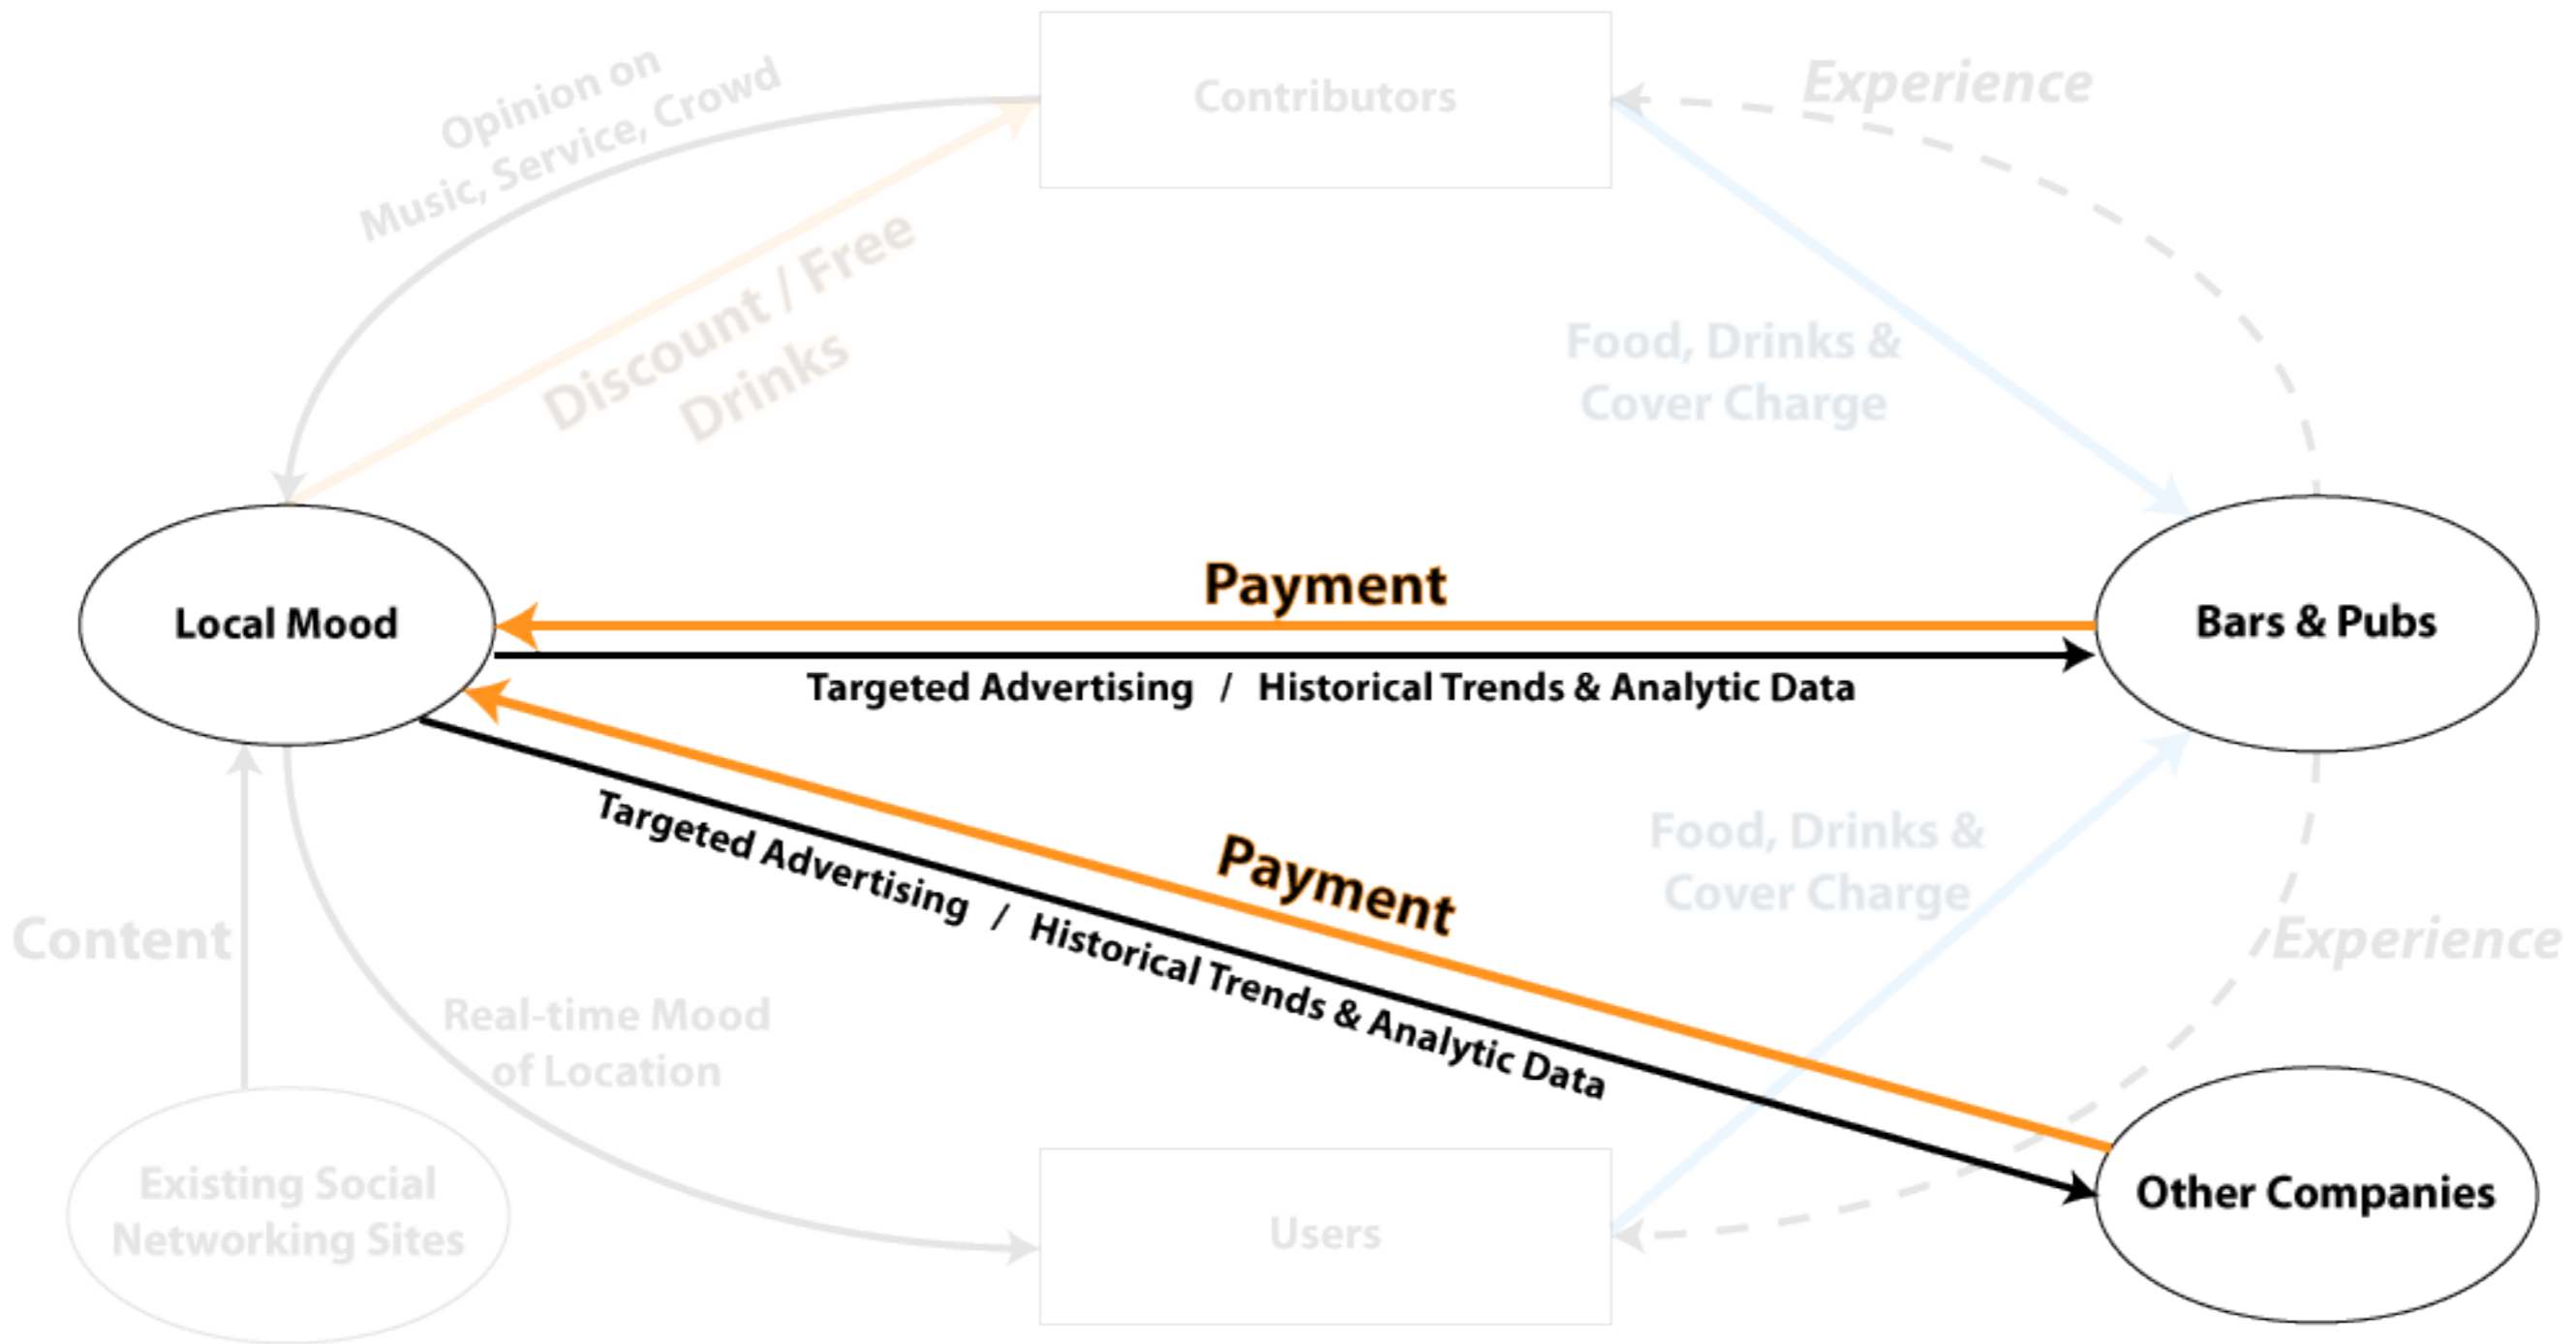 Opinion on
Music, Service, Crowd
Contributors
Experience
Discount / Free
Drinks
Food, Drinks &
Cover Charge
Local Mood
Payment
Bars & Pubs
Targeted Advertising / Historical Trends & Analytic Data
Payment
Targeted Advertising / Historical Trends & Analytic Data
Food, Drinks &
Cover Charge
Content
Experience
Real-time Mood
of Location
Existing Social
Networking Sites
Users
Other Companies